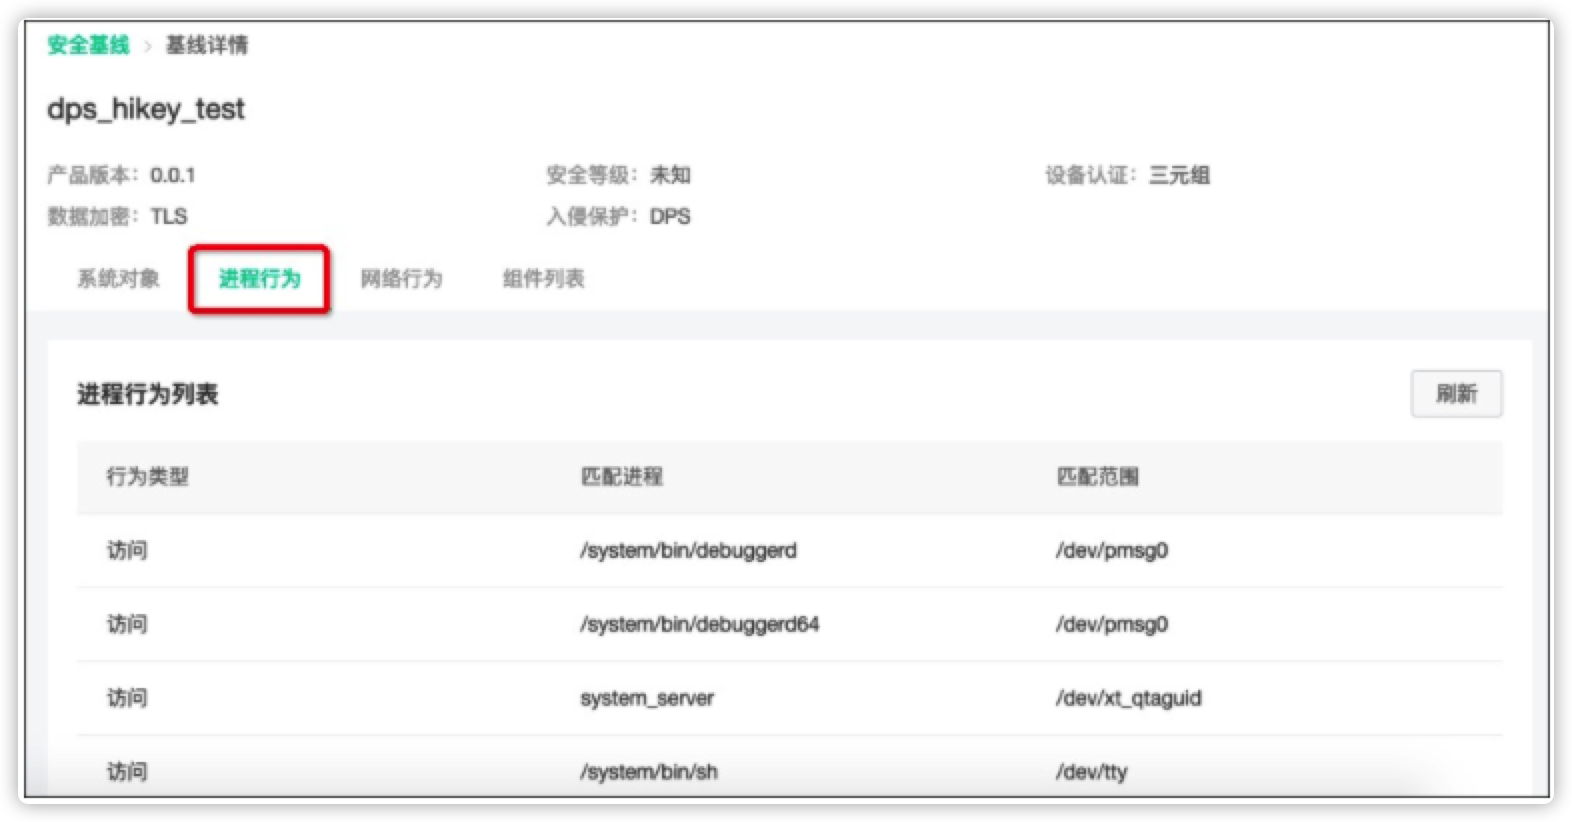 安全基线 > 基线详情
dps_hikey_test
产品版本: 0.0.1 安全等级: 未知 设备认证: 三元组
数据加密: TLS 入侵保护: DPS
系统对象 进程行为 网络行为 组件列表
进程行为列表 刷新
行为类型 匹配进程 匹配范围
访问 /system/bin/debuggerd /dev/pmsg0
访问 /system/bin/debuggerd64 /dev/pmsg0
访问 system_server /dev/xt_qtaguid
访问 /system/bin/sh /dev/tty